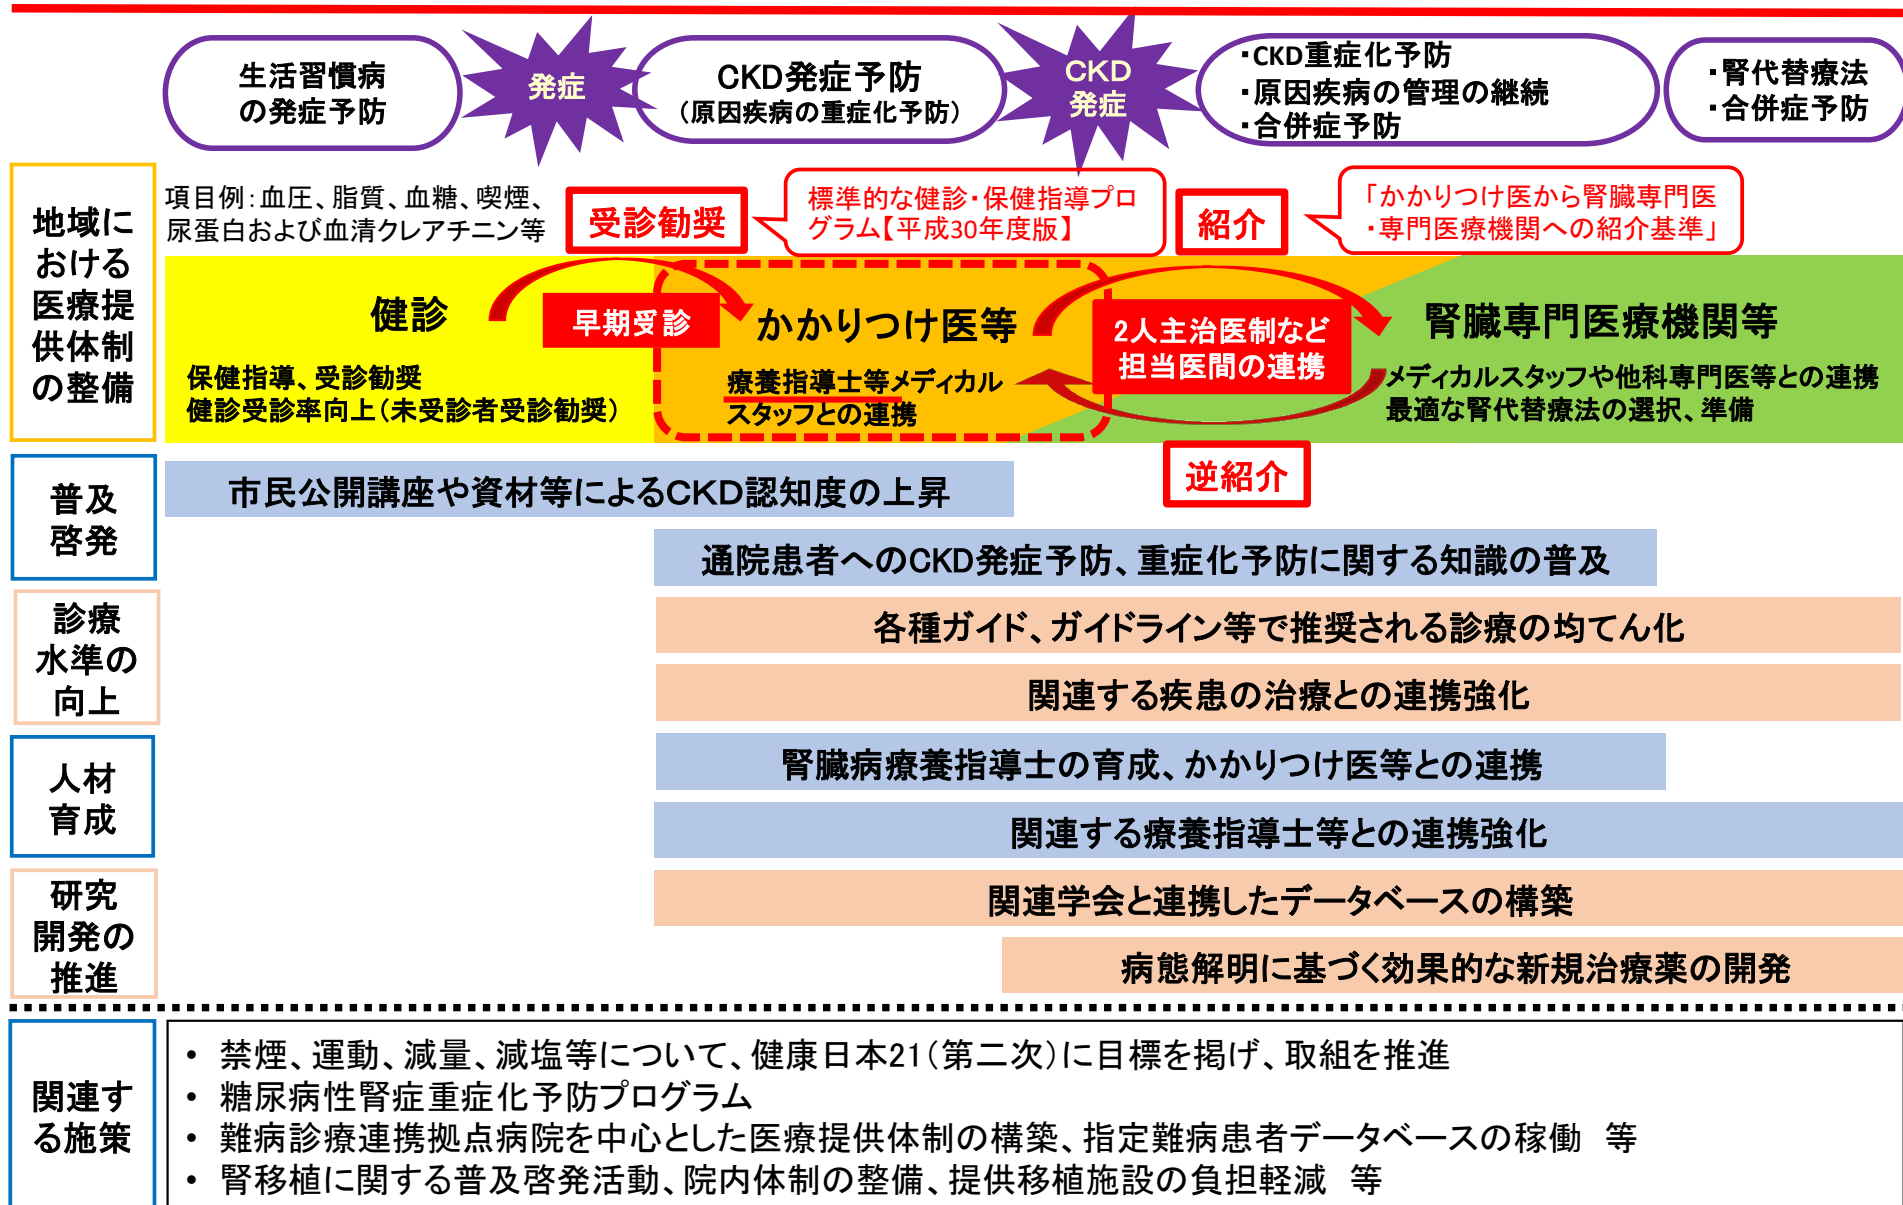 生活習慣病
の発症予防
発症
CKD発症予防
（原因疾病の重症化予防）
CKD
発症
・CKD重症化予防
・原因疾病の管理の継続
・合併症予防
・腎代替療法
・合併症予防
地域に
おける
医療提
供体制
の整備
項目例：血圧、脂質、血糖、喫煙、
尿蛋白および血清クレアチニン等
受診勧奨
標準的な健診・保健指導プロ
グラム【平成30年度版】
紹介
「かかりつけ医から腎臓専門医
・専門医療機関への紹介基準」
健診
早期受診
かかりつけ医等
2人主治医制など
担当医間の連携
腎臓専門医療機関等
保健指導、受診勧奨
健診受診率向上（未受診者受診勧奨）
療養指導士等メディカル
スタッフとの連携
メディカルスタッフや他科専門医等との連携
最適な腎代替療法の選択、準備
逆紹介
普及
啓発
市民公開講座や資材等によるCKD認知度の上昇
通院患者へのCKD発症予防、重症化予防に関する知識の普及
診療
水準の
向上
各種ガイド、ガイドライン等で推奨される診療の均てん化
関連する疾患の治療との連携強化
人材
育成
腎臓病療養指導士の育成、かかりつけ医等との連携
関連する療養指導士等との連携強化
研究
開発の
推進
関連学会と連携したデータベースの構築
病態解明に基づく効果的な新規治療薬の開発
関連す
る施策
• 禁煙、運動、減量、減塩等について、健康日本21（第二次）に目標を掲げ、取組を推進
• 糖尿病性腎症重症化予防プログラム
• 難病診療連携拠点病院を中心とした医療提供体制の構築、指定難病患者データベースの稼働　等
• 腎移植に関する普及啓発活動、院内体制の整備、提供移植施設の負担軽減　等